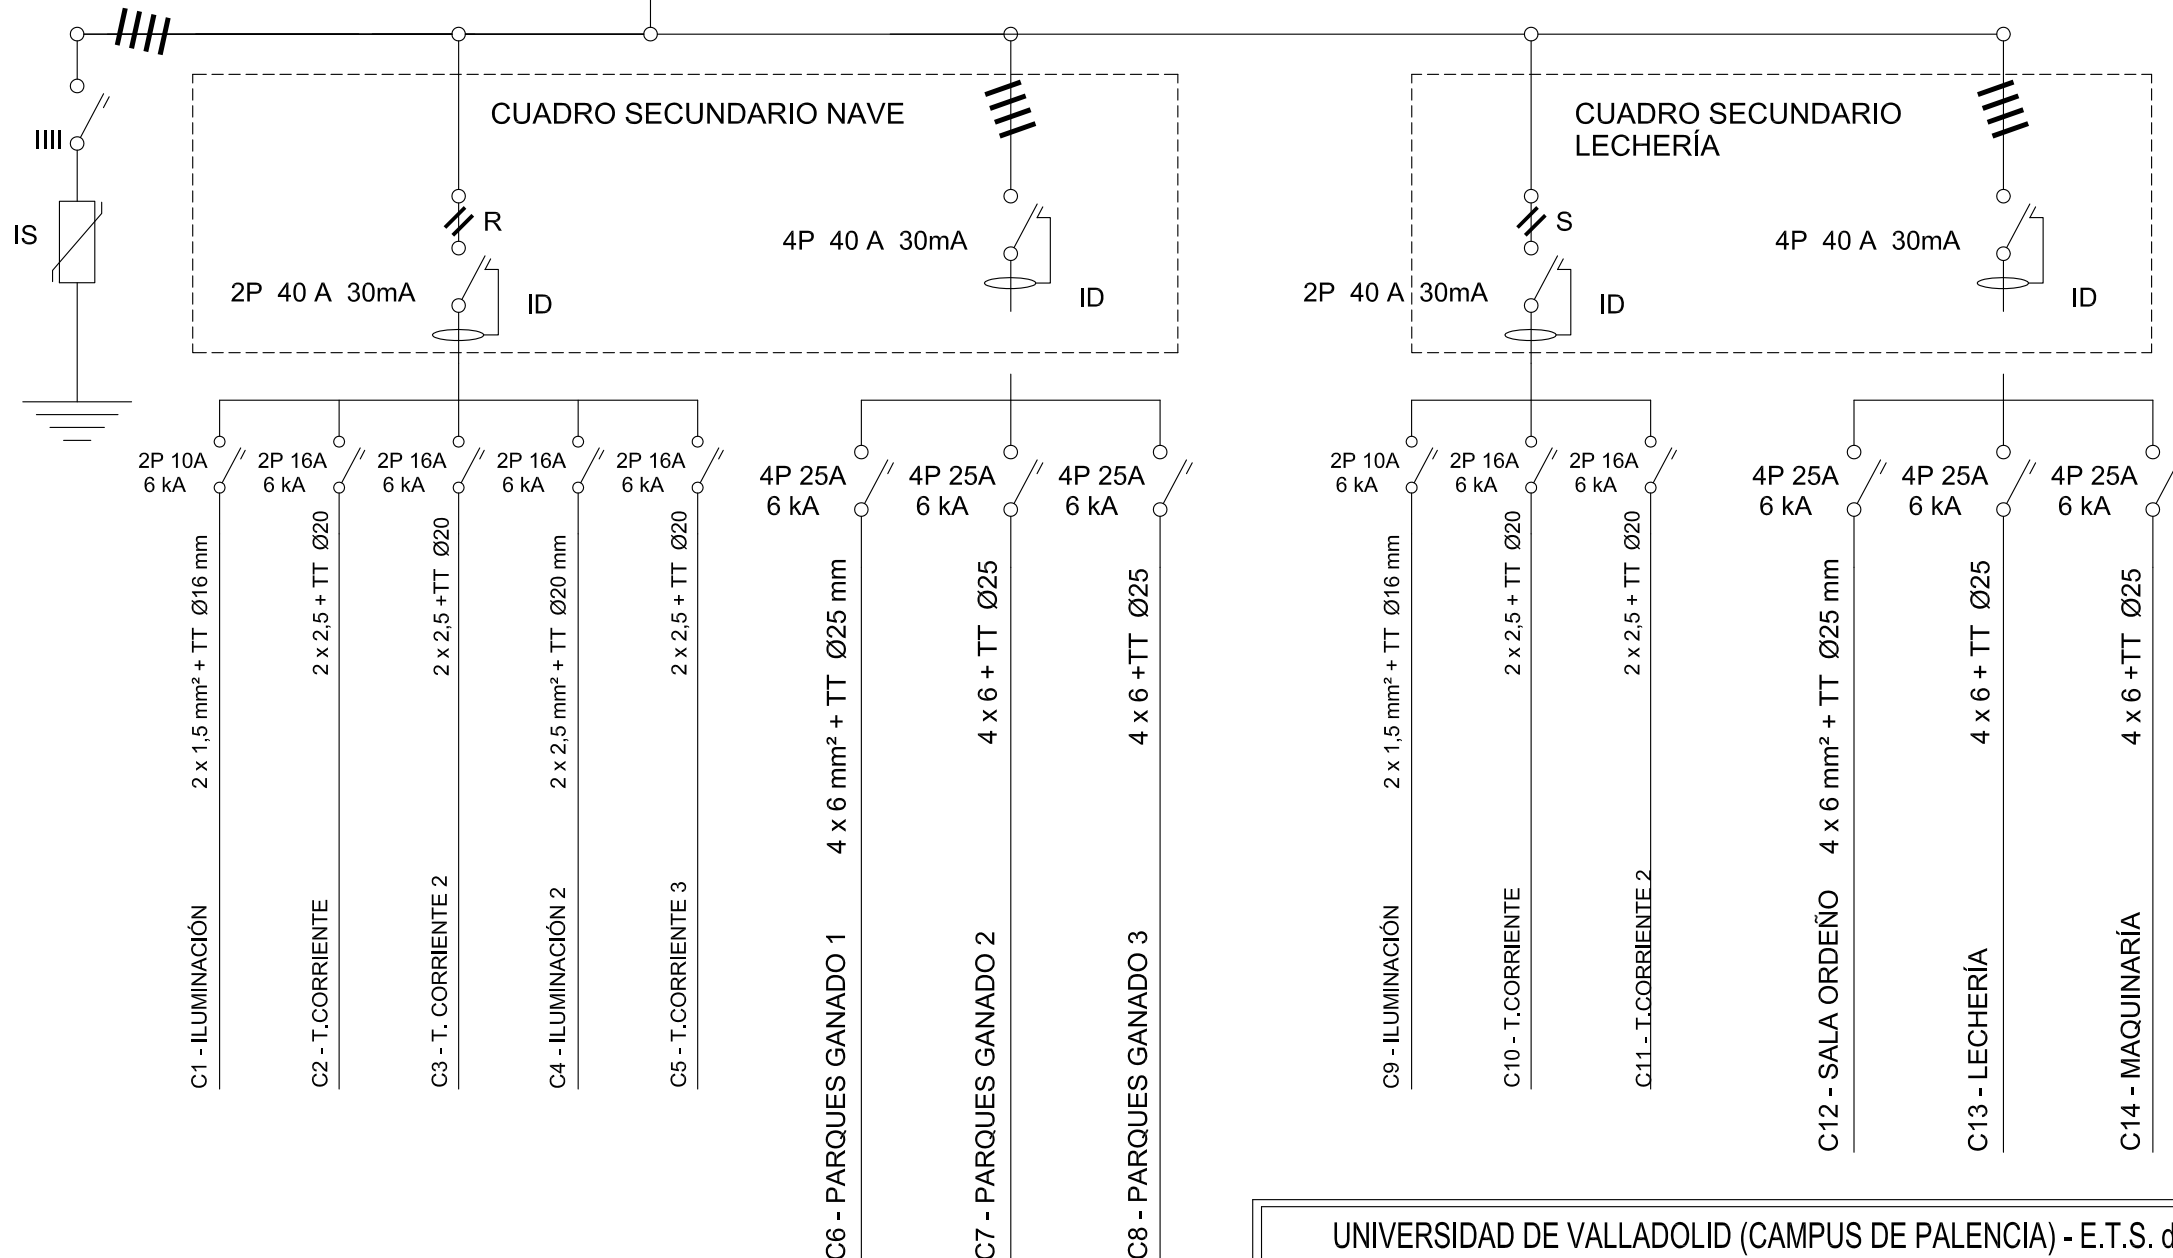 CUADRO SECUNDARIO NAVE
CUADRO SECUNDARIO
LECHERÍA
IIII
IS
R
4P 40 A 30mA
2P 40 A 30mA
ID
ID
S
4P 40 A 30mA
2P 40 A 30mA
ID
ID
2P 10A
6 kA
2P 16A
6 kA
2P 16A
6 kA
2P 16A
6 kA
2P 16A
6 kA
4P 25A
6 kA
4P 25A
6 kA
4P 25A
6 kA
2P 10A
6 kA
2P 16A
6 kA
2P 16A
6 kA
4P 25A
6 kA
4P 25A
6 kA
4P 25A
6 kA
C1 - ILUMINACIÓN 2 x 1,5 mm² + TT Ø16 mm
C2 - T.CORRIENTE 2 x 2,5 + TT Ø20
C3 - T. CORRIENTE 2 2 x 2,5 +TT Ø20
C4 - ILUMINACIÓN 2 2 x 2,5 mm² + TT Ø20 mm
C5 - T.CORRIENTE 3 2 x 2,5 + TT Ø20
C6 - PARQUES GANADO 1 4 x 6 mm² + TT Ø25 mm
C7 - PARQUES GANADO 2 4 x 6 + TT Ø25
C8 - PARQUES GANADO 3 4 x 6 +TT Ø25
C9 - ILUMINACIÓN 2 x 1,5 mm² + TT Ø16 mm
C10 - T.CORRIENTE 2 x 2,5 + TT Ø20
C11 - T.CORRIENTE 2 2 x 2,5 + TT Ø20
C12 - SALA ORDEÑO 4 x 6 mm² + TT Ø25 mm
C13 - LECHERÍA 4 x 6 + TT Ø25
C14 - MAQUINARÍA 4 x 6 +TT Ø25
UNIVERSIDAD DE VALLADOLID (CAMPUS DE PALENCIA) - E.T.S. d